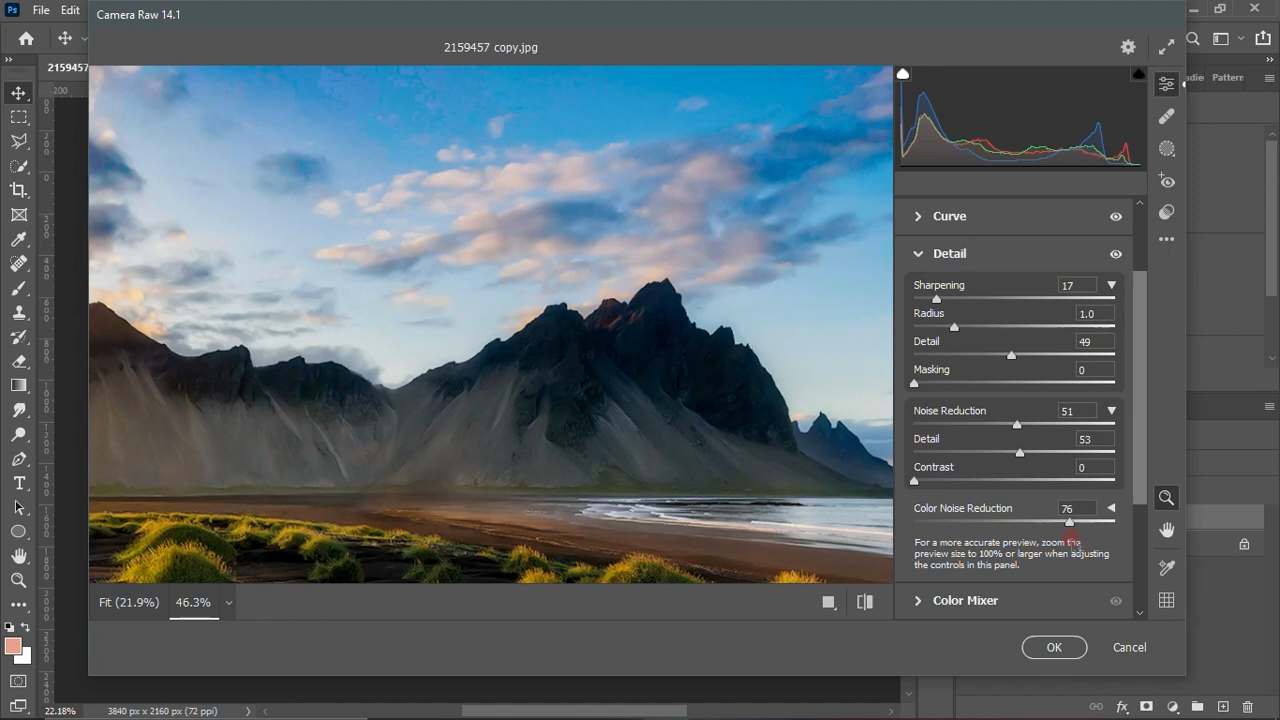 Ps File Edit
Camera Raw 14.1
2159457 copy.jpg
2159457
Pattern
200
Curve
Detail
Sharpening 17
Radius 1.0
Detail 49
Masking 0
Noise Reduction 51
Detail 53
Contrast 0
Color Noise Reduction 76
For a more accurate preview, zoom the
preview size to 100% or larger when adjusting
the controls in this panel.
Fit (21.9%) 46.3%
Color Mixer
OK Cancel
22.18% 3840 px x 2160 px (72 ppi)
fx